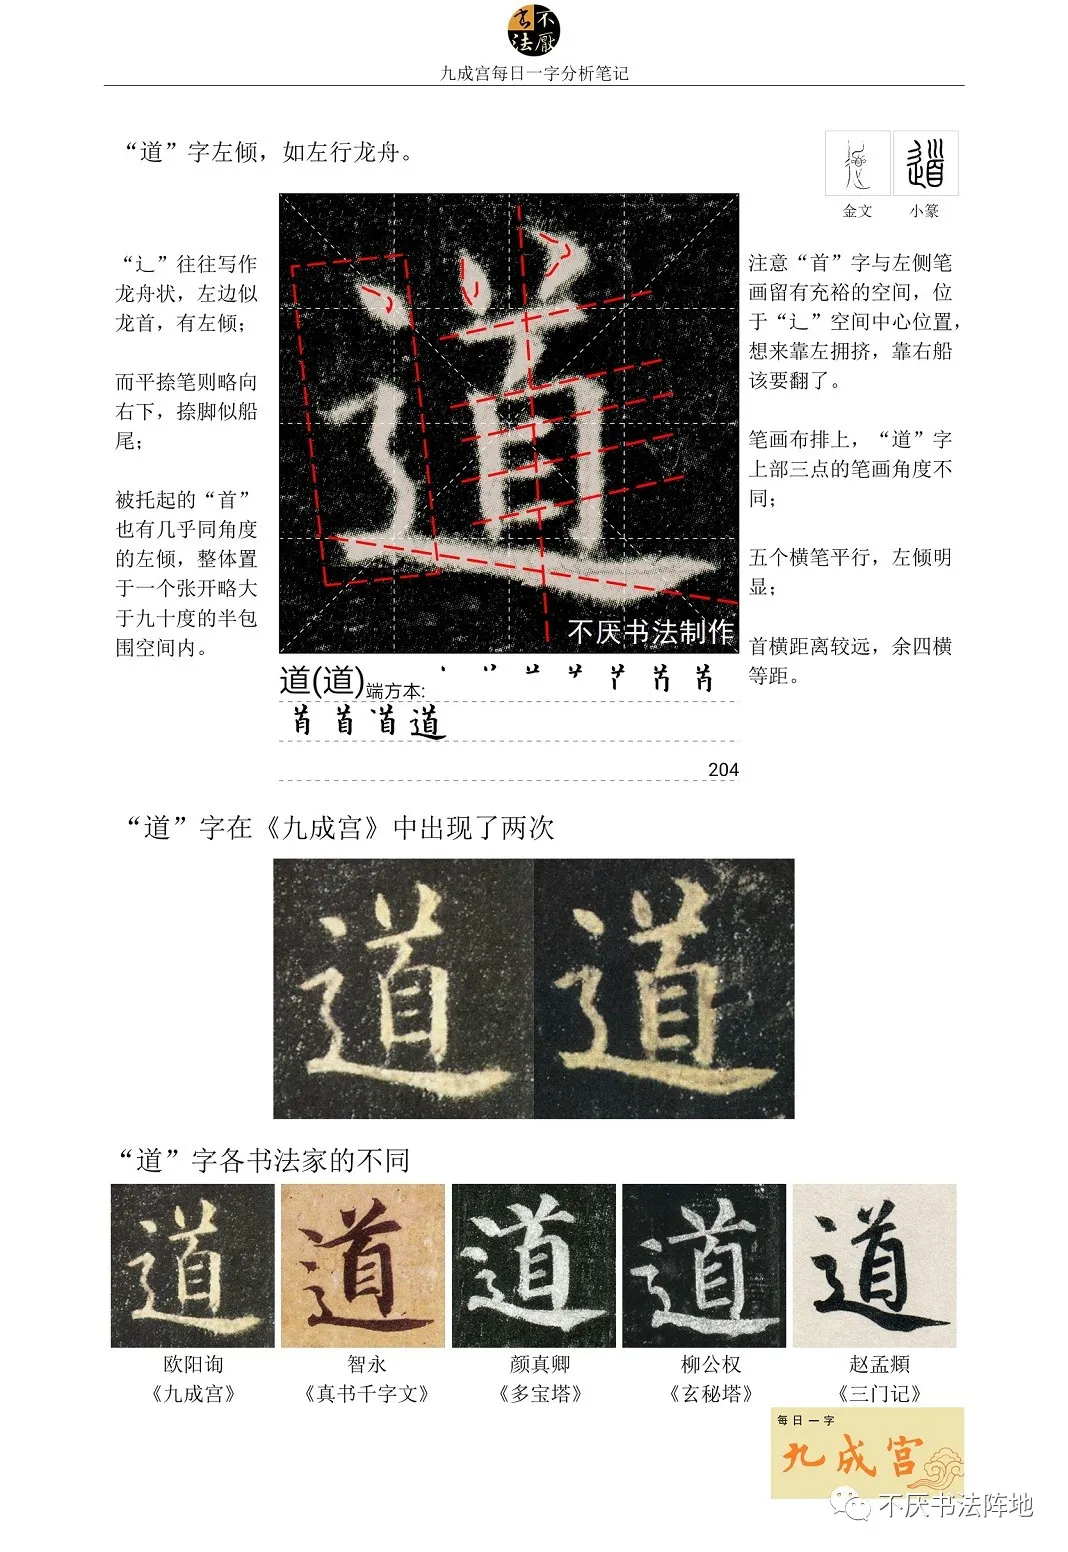 不厭書法
九成宫每日一字分析笔记
“道”字左倾，如左行龙舟。
金文
小篆
“辶”往往写作
龙舟状，左边似
龙首，有左倾；
而平捺笔则略向
右下，捺脚似船
尾；
被托起的“首”
也有几乎同角度
的左倾，整体置
于一个张开略大
于九十度的半包
围空间内。
道
不厌书法制作
注意“首”字与左侧笔
画留有充裕的空间，位
于“辶”空间中心位置，
想来靠左拥挤，靠右船
该要翻了。
笔画布排上，“道”字
上部三点的笔画角度不
同；
五个横笔平行，左倾明
显；
首横距离较远，余四横
等距。
道(道)端方本:
204
“道”字在《九成宫》中出现了两次
道 道
“道”字各书法家的不同
道 道 道 道 道
欧阳询 智永 颜真卿 柳公权 赵孟頫
《九成宫》 《真书千字文》 《多宝塔》 《玄秘塔》 《三门记》
每日一字
九成宫
不厌书法阵地